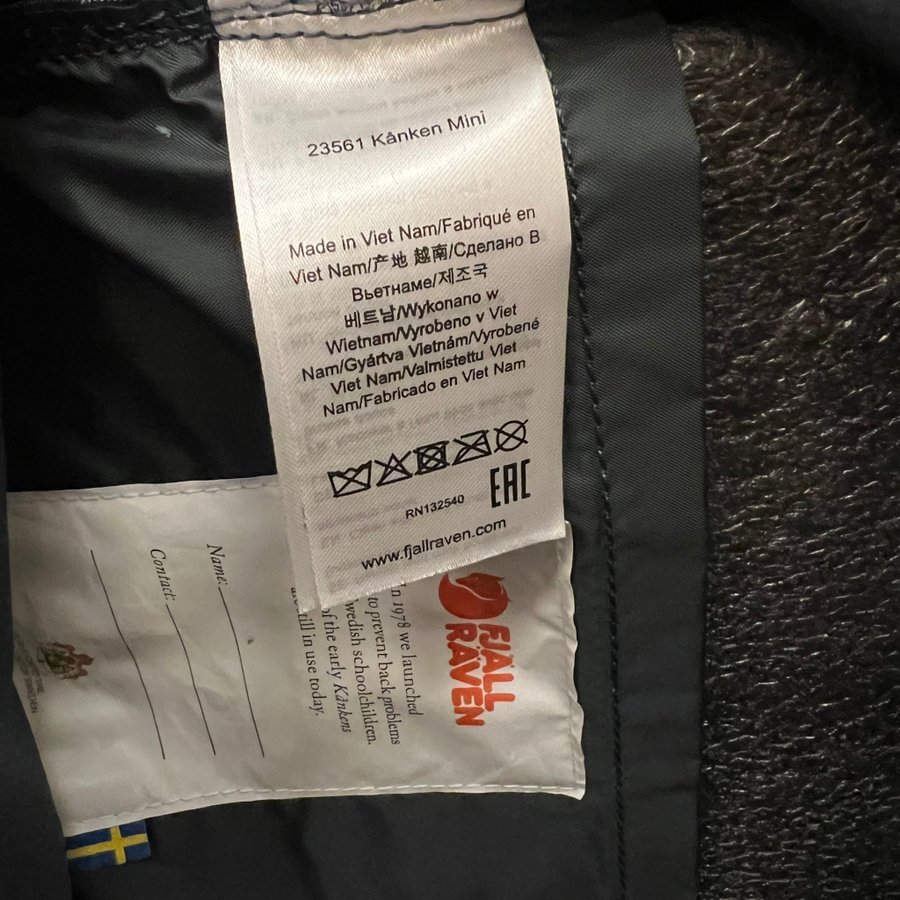 23561 Kånken Mini
Made in Viet Nam/Fabriqué en
Viet Nam/产地 越南/Сделано В
Вьетнаме/제조국
베트남/Wykonano w
Wietnam/Vyrobeno v Viet
Nam/Gyártva Vietnám/Vyrobené
Viet Nam/Valmistettu Viet
Nam/Fabricado en Viet Nam
RN132540
EAC
www.fjallraven.com
FJÄLL
RÄVEN
In 1978 we launched
to prevent back problems
wedish schoolchildren.
of the early Kånkens
still in use today.
Name:
Contact: